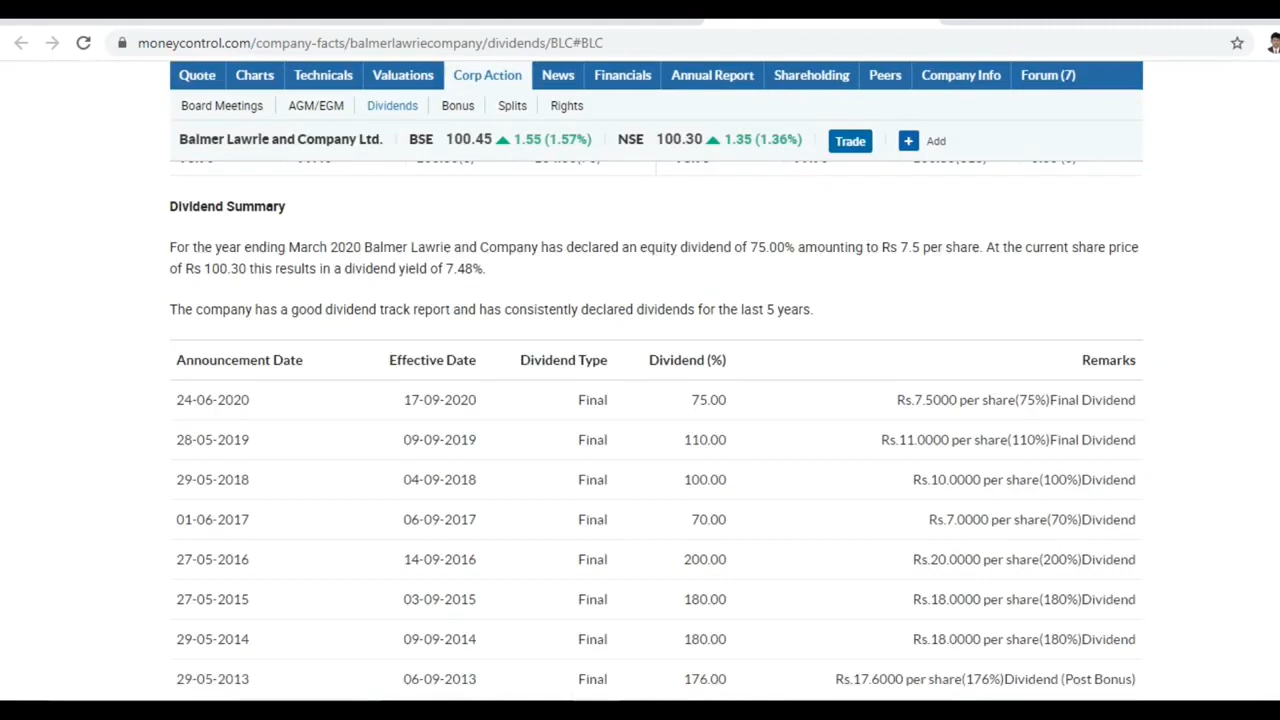 moneycontrol.com/company-facts/balmerlawriecompany/dividends/BLC#BLC
Quote Charts Technicals Valuations Corp Action News Financials Annual Report Shareholding Peers Company Info Forum (7)
Board Meetings AGM/EGM Dividends Bonus Splits Rights
Balmer Lawrie and Company Ltd. BSE 100.45 1.55 (1.57%) NSE 100.30 1.35 (1.36%) Trade + Add
Dividend Summary
For the year ending March 2020 Balmer Lawrie and Company has declared an equity dividend of 75.00% amounting to Rs 7.5 per share. At the current share price
of Rs 100.30 this results in a dividend yield of 7.48%.
The company has a good dividend track report and has consistently declared dividends for the last 5 years.
Announcement Date Effective Date Dividend Type Dividend (%) Remarks
24-06-2020 17-09-2020 Final 75.00 Rs.7.5000 per share(75%)Final Dividend
28-05-2019 09-09-2019 Final 110.00 Rs.11.0000 per share(110%)Final Dividend
29-05-2018 04-09-2018 Final 100.00 Rs.10.0000 per share(100%)Dividend
01-06-2017 06-09-2017 Final 70.00 Rs.7.0000 per share(70%)Dividend
27-05-2016 14-09-2016 Final 200.00 Rs.20.0000 per share(200%)Dividend
27-05-2015 03-09-2015 Final 180.00 Rs.18.0000 per share(180%)Dividend
29-05-2014 09-09-2014 Final 180.00 Rs.18.0000 per share(180%)Dividend
29-05-2013 06-09-2013 Final 176.00 Rs.17.6000 per share(176%)Dividend (Post Bonus)